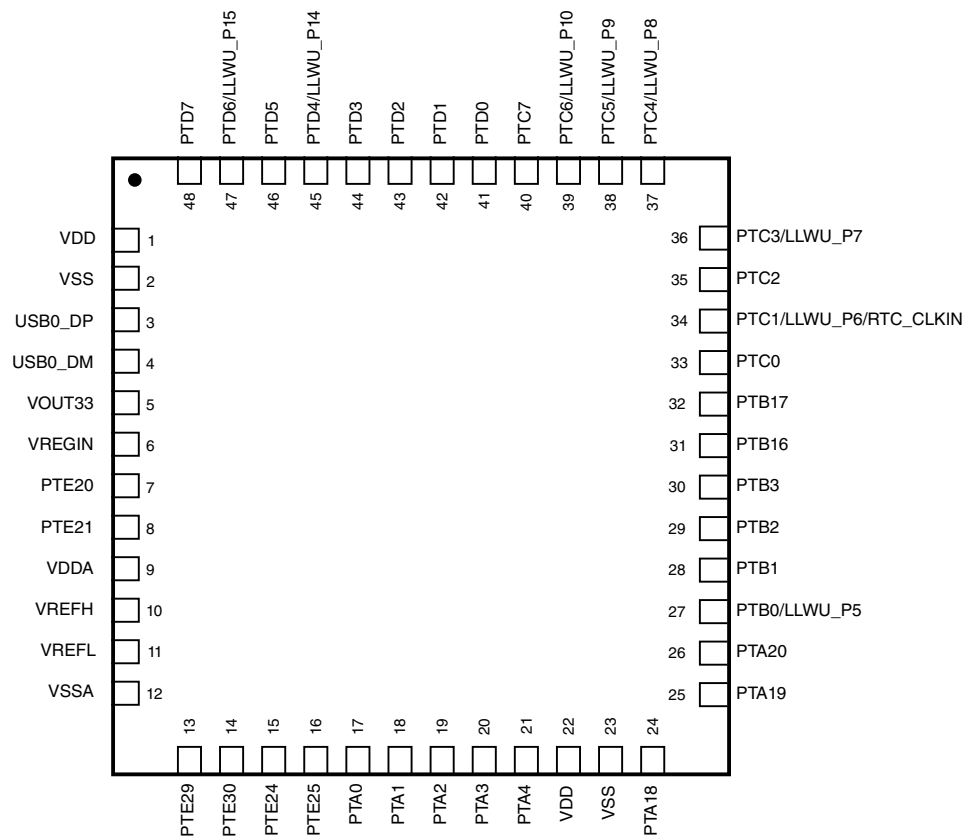 PTD7
PTD6/LLWU_P15
PTD5
PTD4/LLWU_P14
PTD3
PTD2
PTD1
PTD0
PTC7
PTC6/LLWU_P10
PTC5/LLWU_P9
PTC4/LLWU_P8
48
47
46
45
44
43
42
41
40
39
38
37
VDD 1
VSS 2
USB0_DP 3
USB0_DM 4
VOUT33 5
VREGIN 6
PTE20 7
PTE21 8
VDDA 9
VREFH 10
VREFL 11
VSSA 12
36 PTC3/LLWU_P7
35 PTC2
34 PTC1/LLWU_P6/RTC_CLKIN
33 PTC0
32 PTB17
31 PTB16
30 PTB3
29 PTB2
28 PTB1
27 PTB0/LLWU_P5
26 PTA20
25 PTA19
13
14
15
16
17
18
19
20
21
22
23
24
PTE29
PTE30
PTE24
PTE25
PTA0
PTA1
PTA2
PTA3
PTA4
VDD
VSS
PTA18